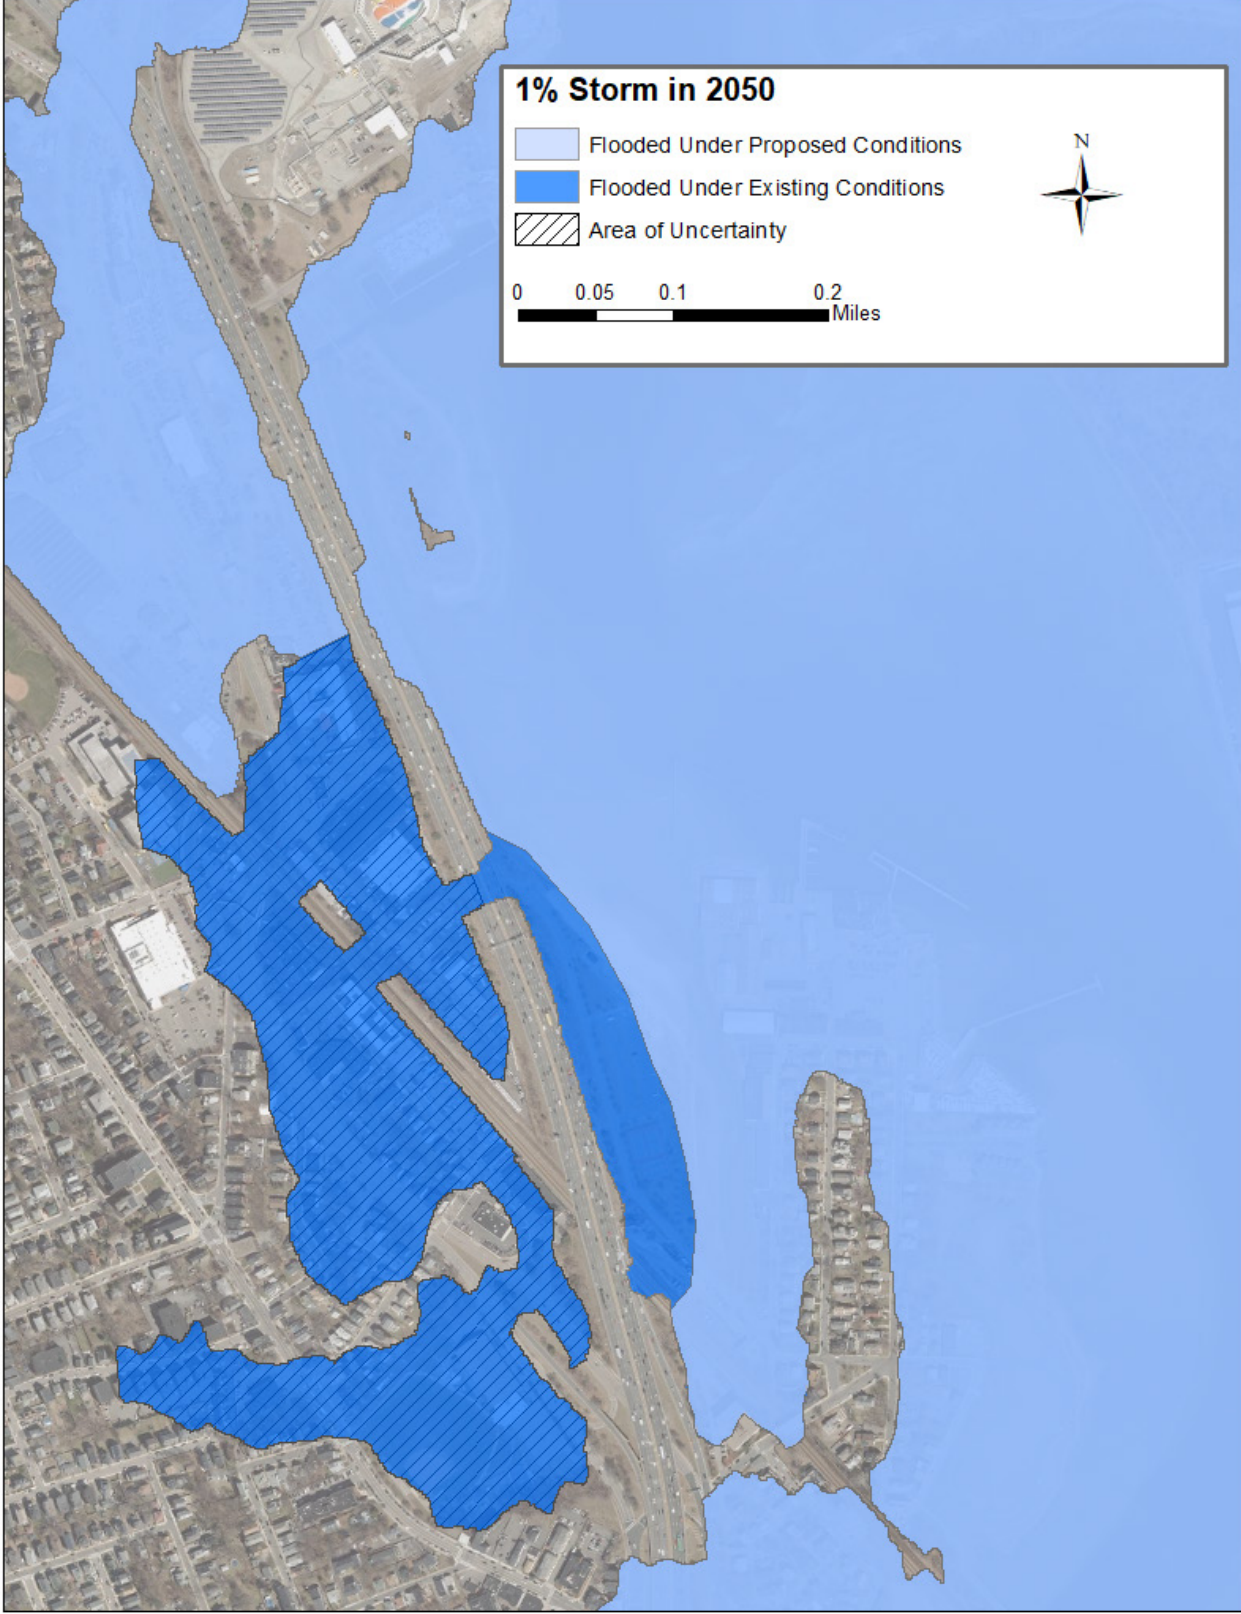 1% Storm in 2050
Flooded Under Proposed Conditions
Flooded Under Existing Conditions
Area of Uncertainty
N
0 0.05 0.1 0.2
Miles